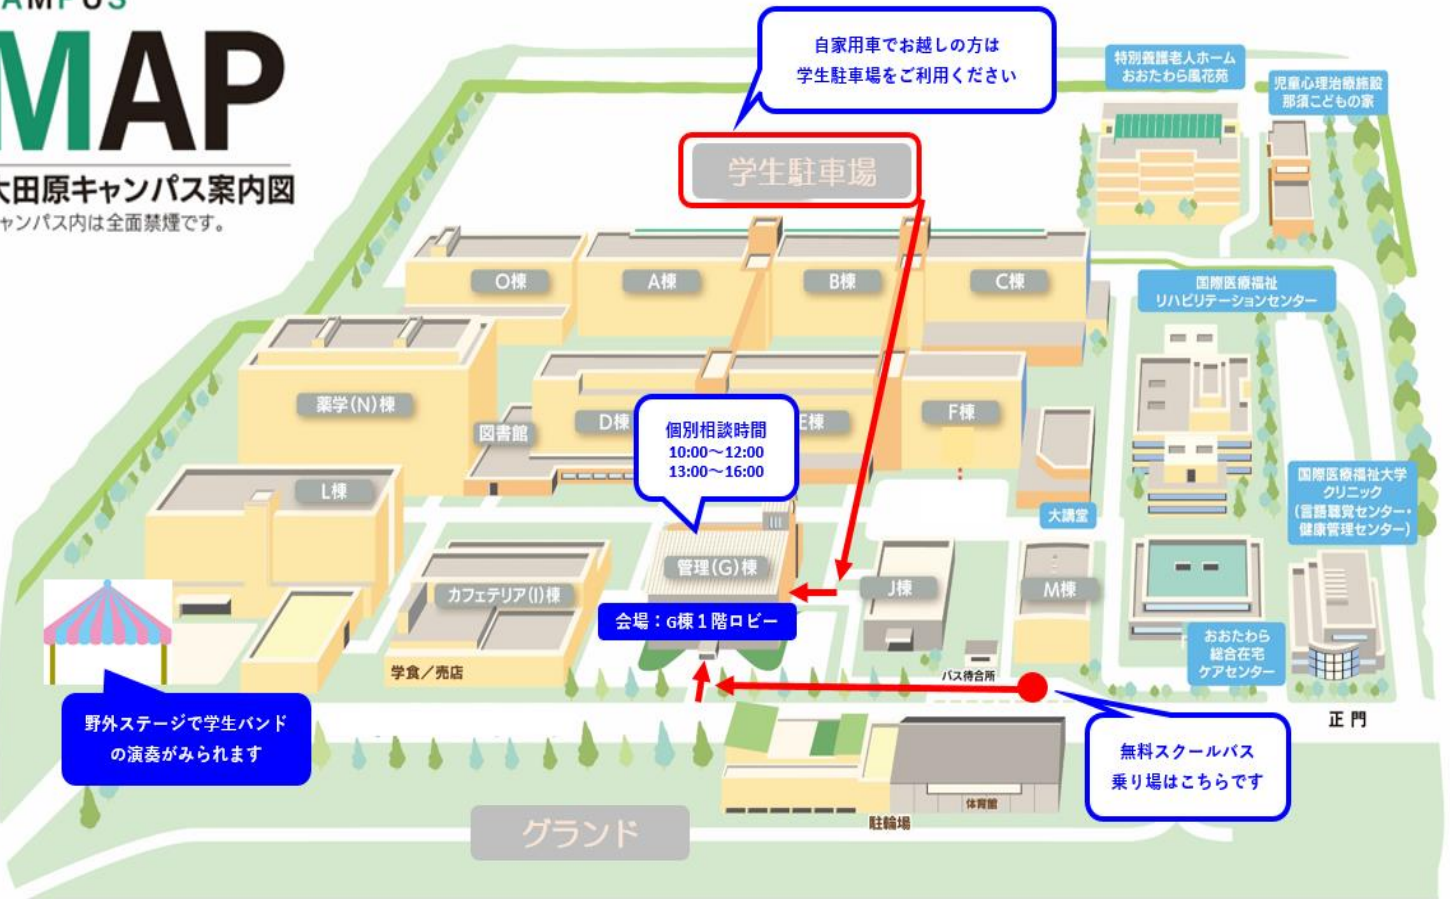 CAMPUS
MAP
大田原キャンパス案内図
キャンパス内は全面禁煙です。
自家用車でお越しの方は
学生駐車場をご利用ください
学生駐車場
特別養護老人ホーム
おおたわら風花苑
児童心理治療施設
那須こどもの家
O棟
A棟
B棟
C棟
国際医療福祉
リハビリテーションセンター
薬学(N)棟
図書館
D棟
E棟
F棟
個別相談時間
10:00～12:00
13:00～16:00
L棟
大講堂
国際医療福祉大学
クリニック
(言語聴覚センター・
健康管理センター)
カフェテリア(I)棟
管理(G)棟
J棟
M棟
会場：G棟１階ロビー
学食／売店
バス待合所
おおたわら
総合在宅
ケアセンター
正門
野外ステージで学生バンド
の演奏がみられます
無料スクールバス
乗り場はこちらです
体育館
駐輪場
グランド